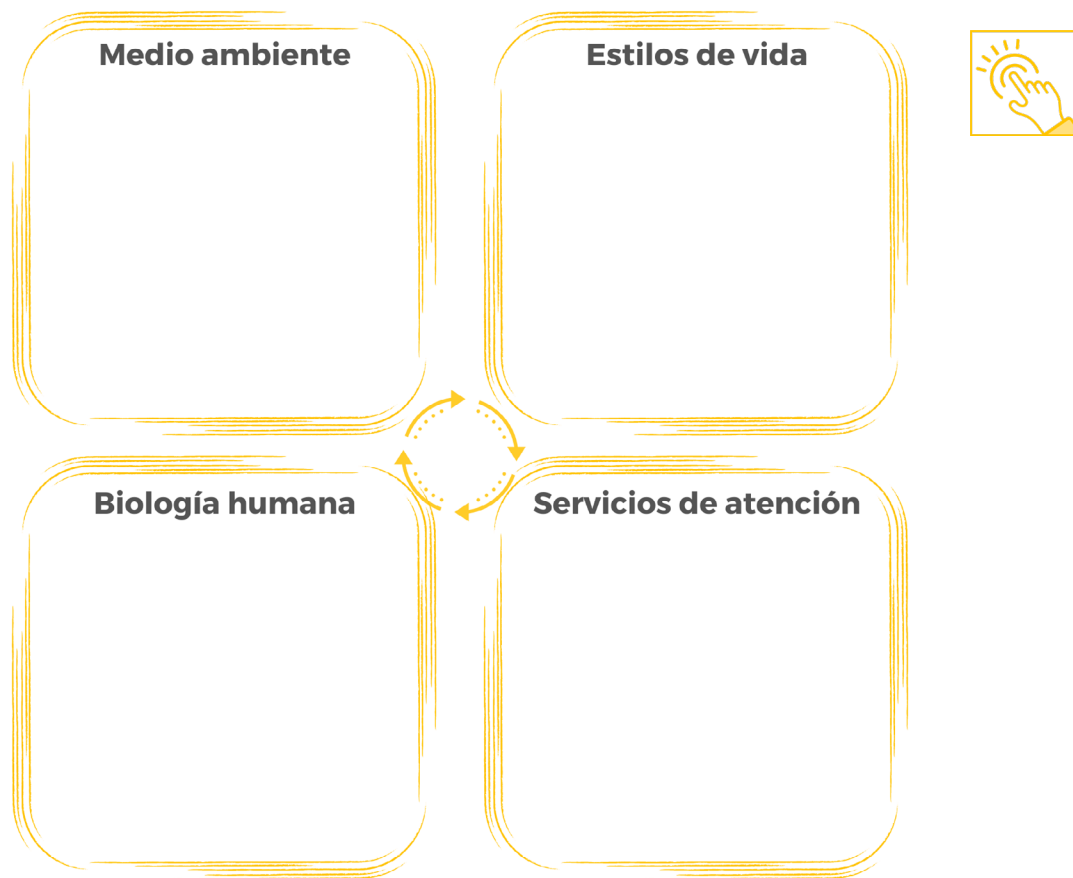 Medio ambiente
Estilos de vida
Biología humana
Servicios de atención